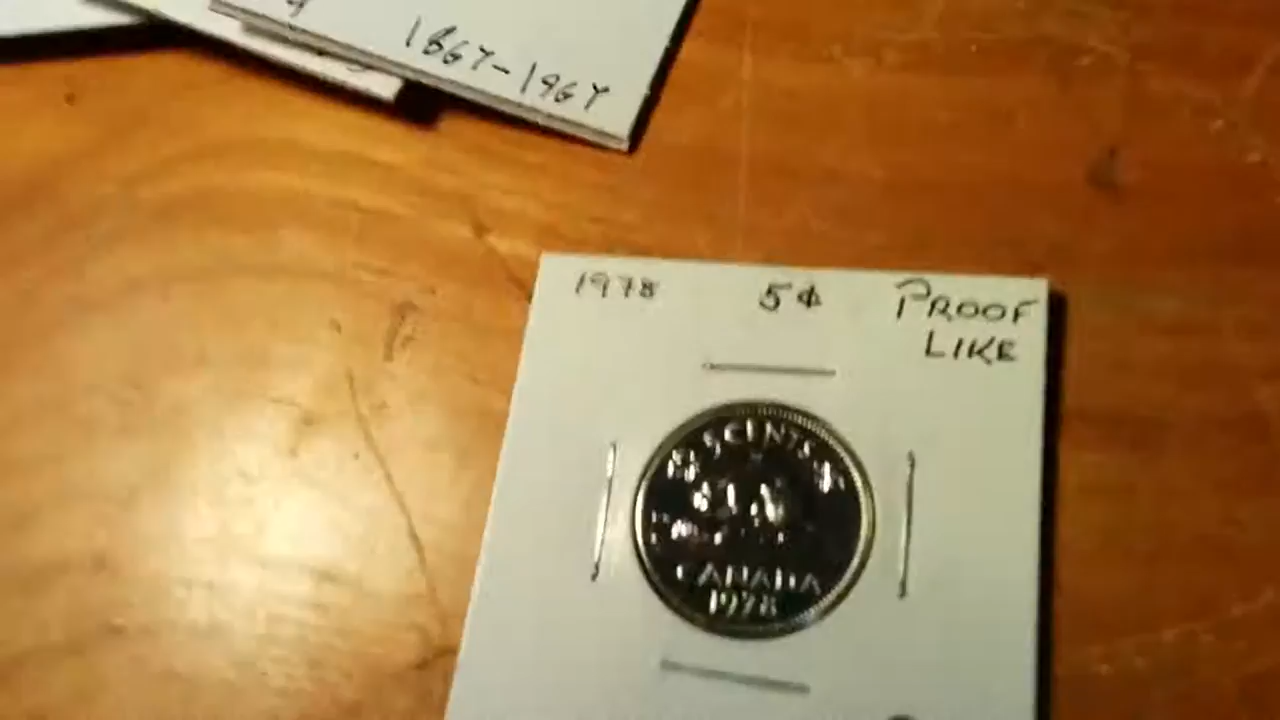 1867-1967
1978 5¢ PROOF
LIKE
5 CENTS
CANADA
1978